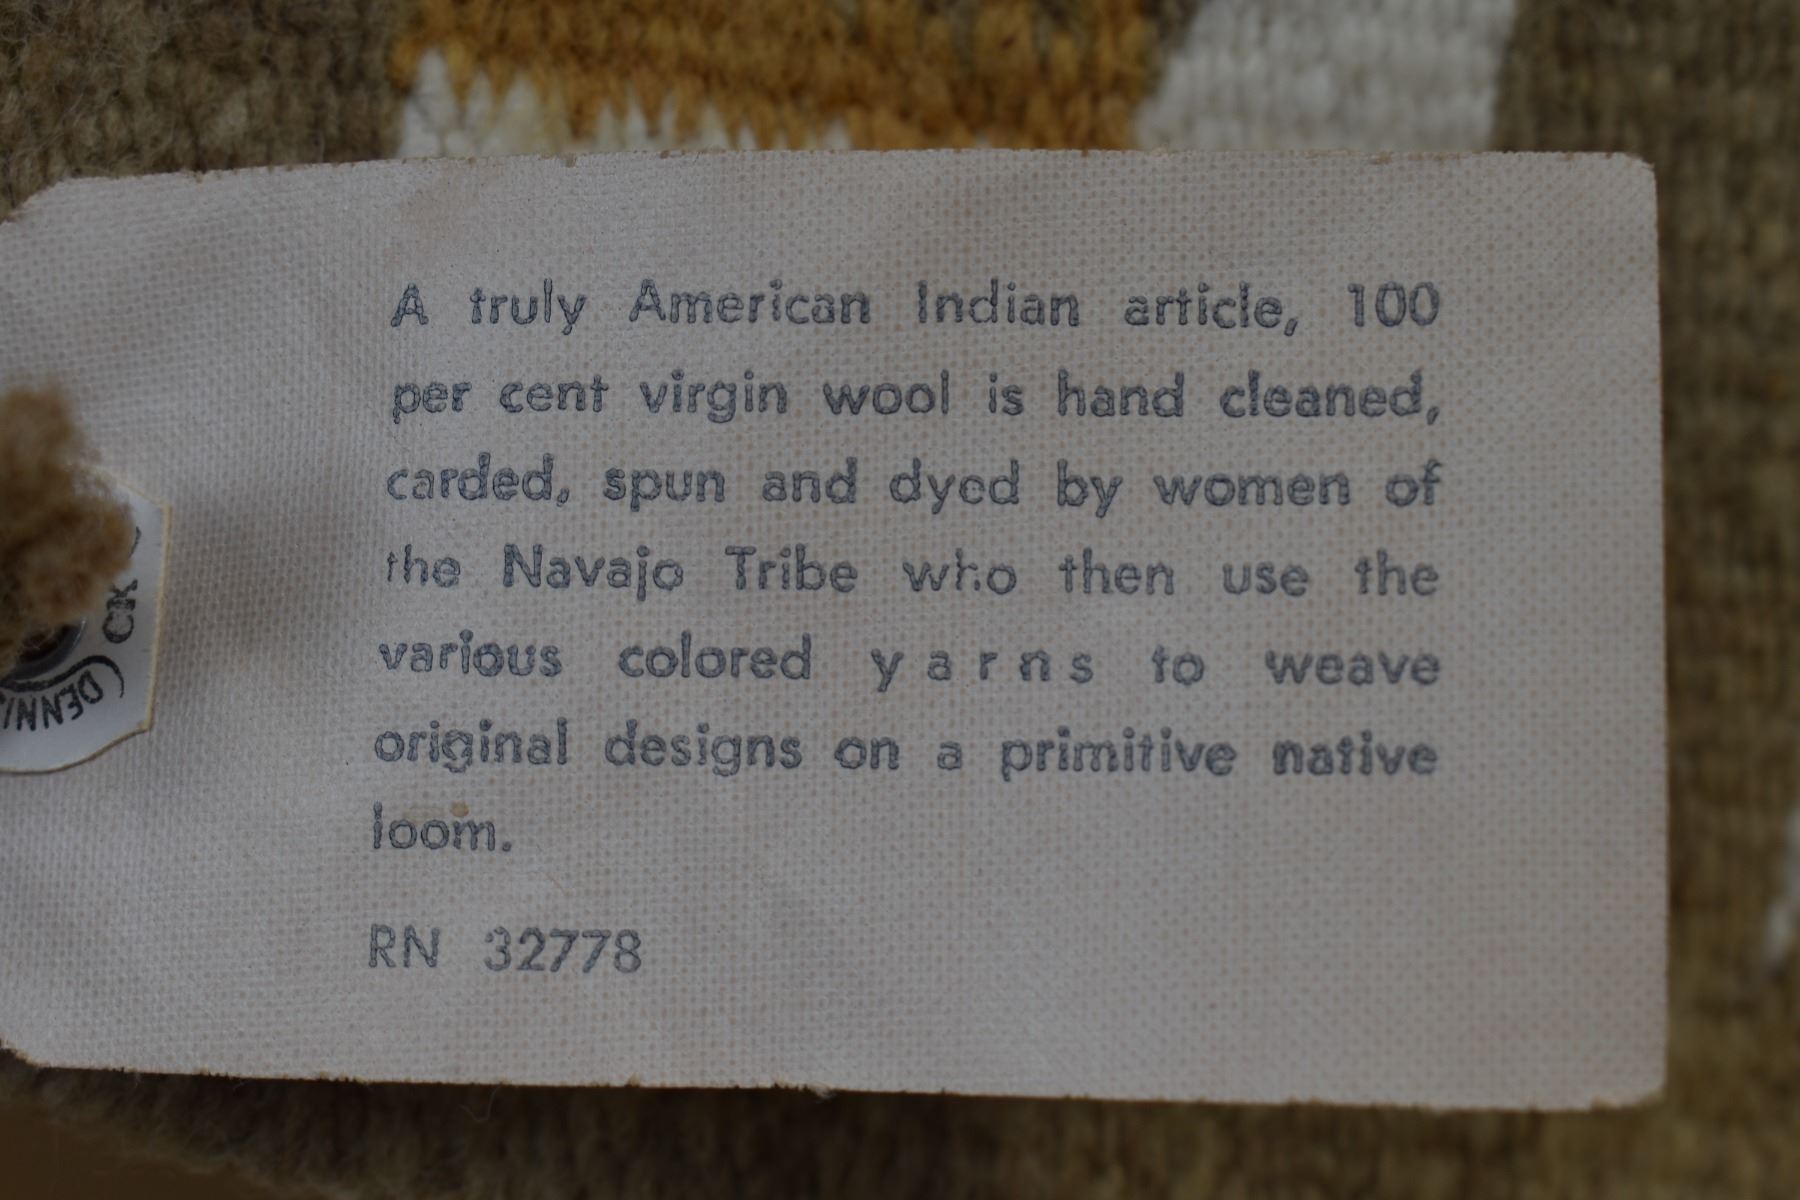 A truly American Indian article, 100
per cent virgin wool is hand cleaned,
carded, spun and dyed by women of
the Navajo Tribe who then use the
various colored yarns to weave
original designs on a primitive native
loom.
RN 32778